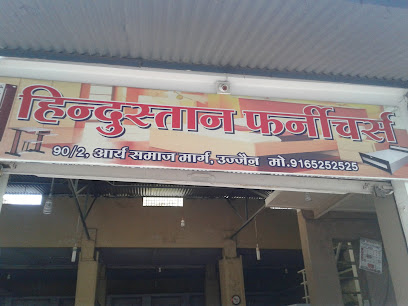 हिन्दुस्तान फर्नीचर्स
90/2, आर्य समाज मार्ग, उज्जैन मो.9165252525